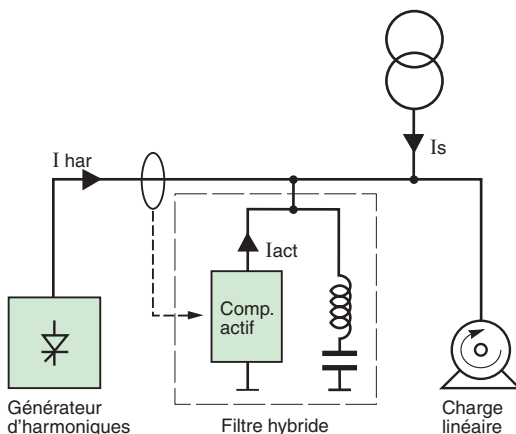 Is
I har
Iact
Comp.
actif
Générateur
d'harmoniques
Filtre hybride
Charge
linéaire